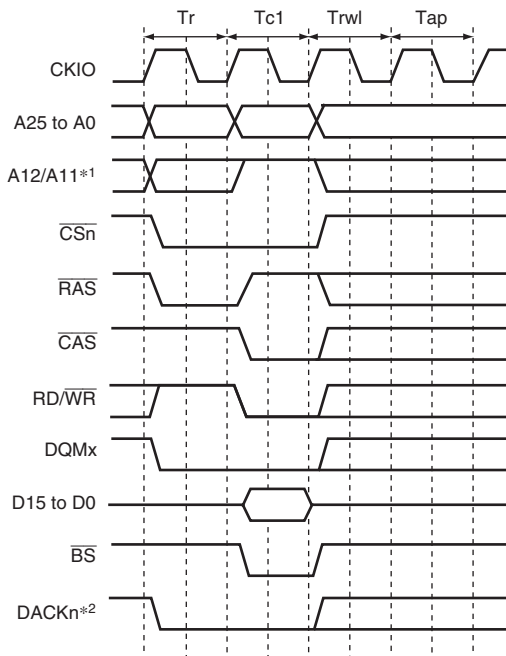 Tr Tc1 Trwl Tap
CKIO
A25 to A0
A12/A11*1
CSn
RAS
CAS
RD/WR
DQMx
D15 to D0
BS
DACKn*2